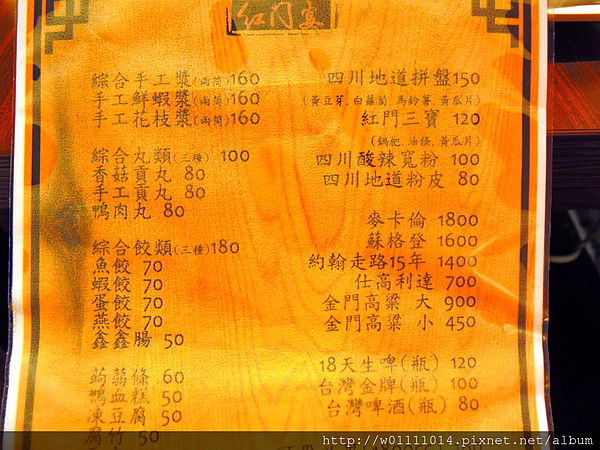 紅門宴
綜合手工漿(兩筒)160
手工鮮蝦漿(兩筒)160
手工花枝漿(兩筒)160
綜合丸類(三種) 100
香菇貢丸 80
手工貢丸 80
鴨肉丸 80
綜合餃類(三種)180
魚餃 70
蝦餃 70
蛋餃 70
燕餃 70
鑫鑫腸 50
蒟蒻條 60
鴨血糕 50
凍豆腐 50
腐竹 50
四川地道拼盤150
(黃豆芽,白蘿蔔,馬鈴薯,黃瓜片)
紅門三寶 120
(鍋粑,油條,黃瓜片)
四川酸辣寬粉 100
四川地道粉皮 80
麥卡倫 1800
蘇格登 1600
約翰走路15年 1400
仕高利達 700
金門高粱 大 900
金門高粱 小 450
18天生啤(瓶) 120
台灣金牌(瓶) 100
台灣啤酒(瓶) 80
http://w01111014.pixnet.net/album